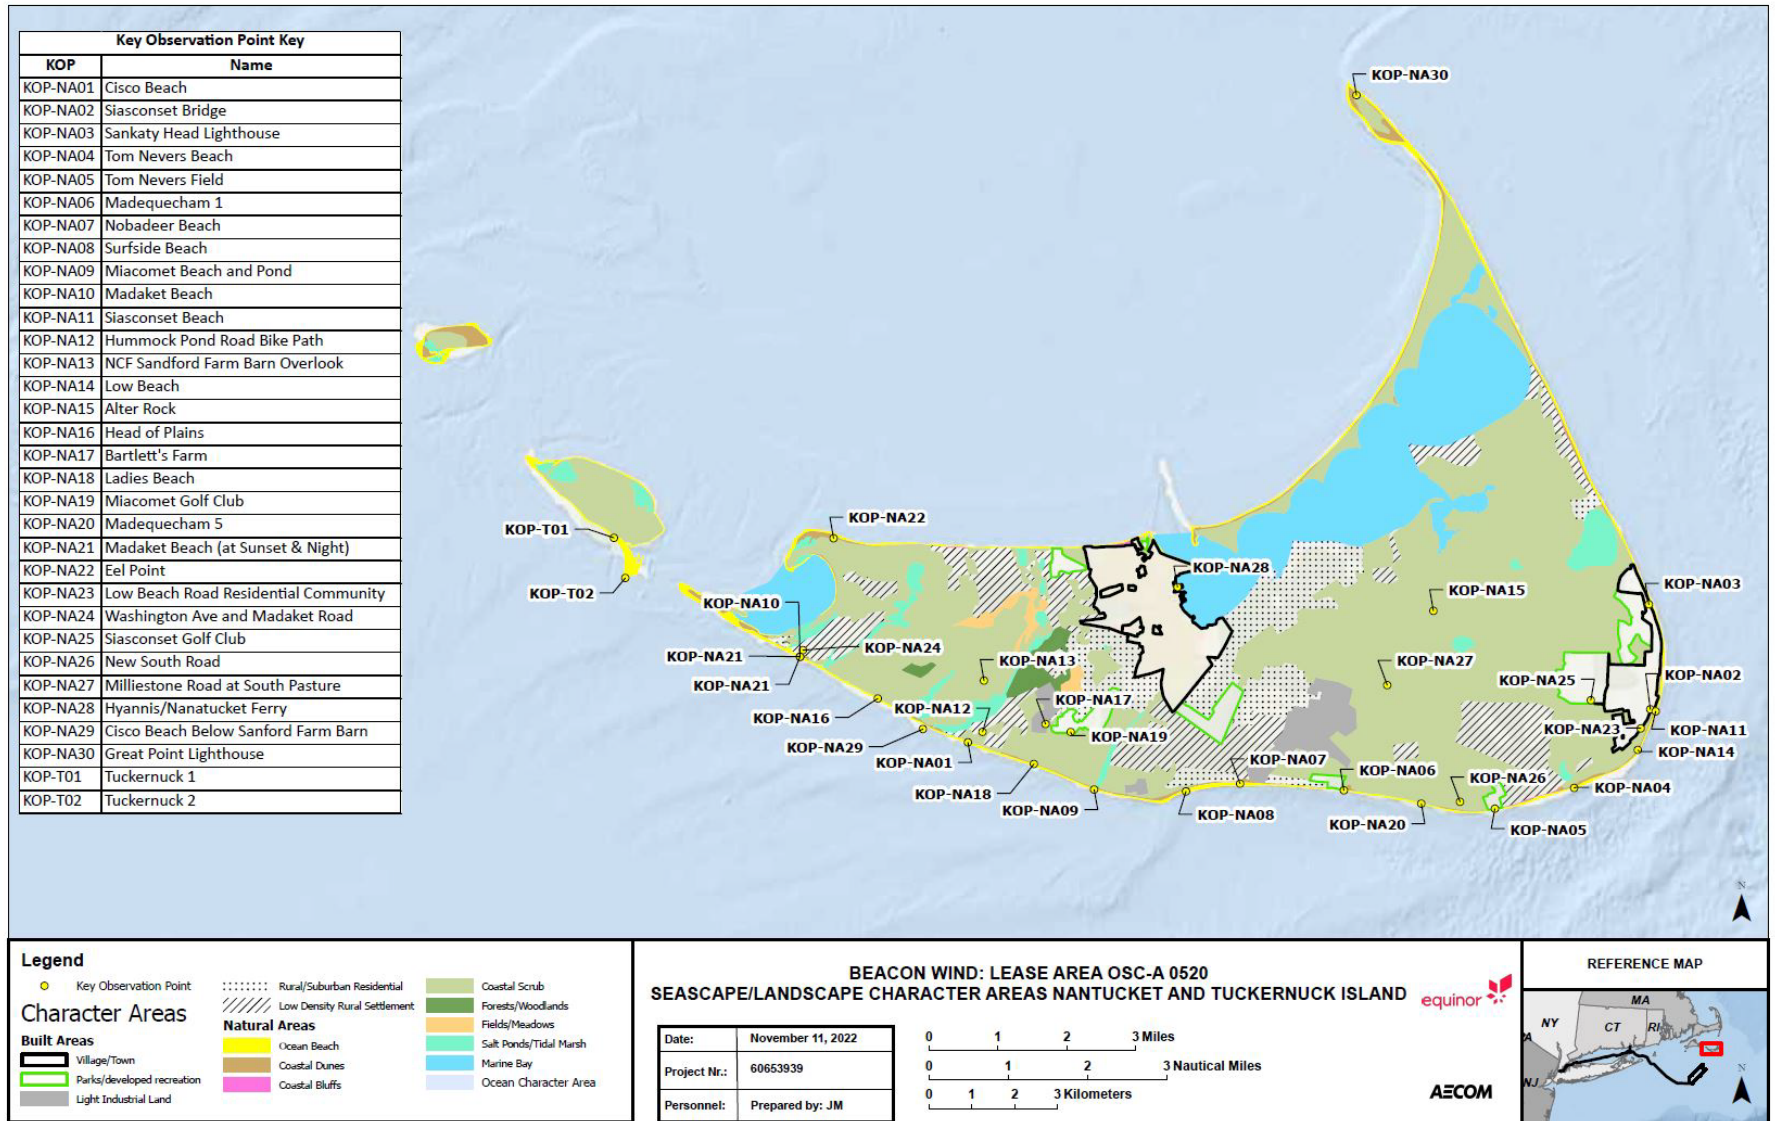 Key Observation Point Key
KOP Name
KOP-NA01 Cisco Beach
KOP-NA02 Siasconset Bridge
KOP-NA03 Sankaty Head Lighthouse
KOP-NA04 Tom Nevers Beach
KOP-NA05 Tom Nevers Field
KOP-NA06 Madequecham 1
KOP-NA07 Nobadeer Beach
KOP-NA08 Surfside Beach
KOP-NA09 Miacomet Beach and Pond
KOP-NA10 Madaket Beach
KOP-NA11 Siasconset Beach
KOP-NA12 Hummock Pond Road Bike Path
KOP-NA13 NCF Sandford Farm Barn Overlook
KOP-NA14 Low Beach
KOP-NA15 Alter Rock
KOP-NA16 Head of Plains
KOP-NA17 Bartlett's Farm
KOP-NA18 Ladies Beach
KOP-NA19 Miacomet Golf Club
KOP-NA20 Madequecham 5
KOP-NA21 Madaket Beach (at Sunset & Night)
KOP-NA22 Eel Point
KOP-NA23 Low Beach Road Residential Community
KOP-NA24 Washington Ave and Madaket Road
KOP-NA25 Siasconset Golf Club
KOP-NA26 New South Road
KOP-NA27 Milliestone Road at South Pasture
KOP-NA28 Hyannis/Nanatucket Ferry
KOP-NA29 Cisco Beach Below Sanford Farm Barn
KOP-NA30 Great Point Lighthouse
KOP-T01 Tuckernuck 1
KOP-T02 Tuckernuck 2
KOP-NA30
KOP-T01
KOP-NA22
KOP-T02
KOP-NA28
KOP-NA10
KOP-NA15
KOP-NA03
KOP-NA21
KOP-NA24
KOP-NA13
KOP-NA27
KOP-NA21
KOP-NA25
KOP-NA02
KOP-NA16
KOP-NA12
KOP-NA17
KOP-NA29
KOP-NA19
KOP-NA23
KOP-NA11
KOP-NA01
KOP-NA07
KOP-NA14
KOP-NA06
KOP-NA26
KOP-NA18
KOP-NA04
KOP-NA09
KOP-NA08
KOP-NA20
KOP-NA05
N
Legend
Key Observation Point
Character Areas
Built Areas
Village/Town
Parks/developed recreation
Light Industrial Land
Rural/Suburban Residential
Low Density Rural Settlement
Natural Areas
Ocean Beach
Coastal Dunes
Coastal Bluffs
Coastal Scrub
Forests/Woodlands
Fields/Meadows
Salt Ponds/Tidal Marsh
Marine Bay
Ocean Character Area
BEACON WIND: LEASE AREA OSC-A 0520
SEASCAPE/LANDSCAPE CHARACTER AREAS NANTUCKET AND TUCKERNUCK ISLAND
equinor
Date: November 11, 2022
Project Nr.: 60653939
Personnel: Prepared by: JM
0 1 2 3 Miles
0 1 2 3 Nautical Miles
0 1 2 3 Kilometers
AECOM
REFERENCE MAP
MA
NY
CT
RI
PA
NJ
N